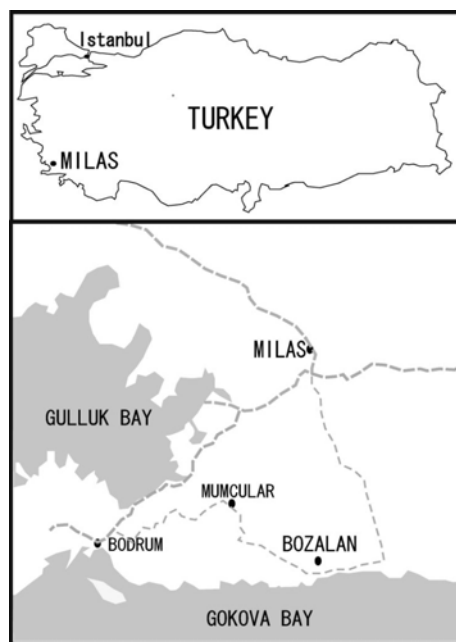 Istanbul
TURKEY
MILAS
MILAS
GULLUK BAY
MUMCULAR
BODRUM
BOZALAN
GOKOVA BAY